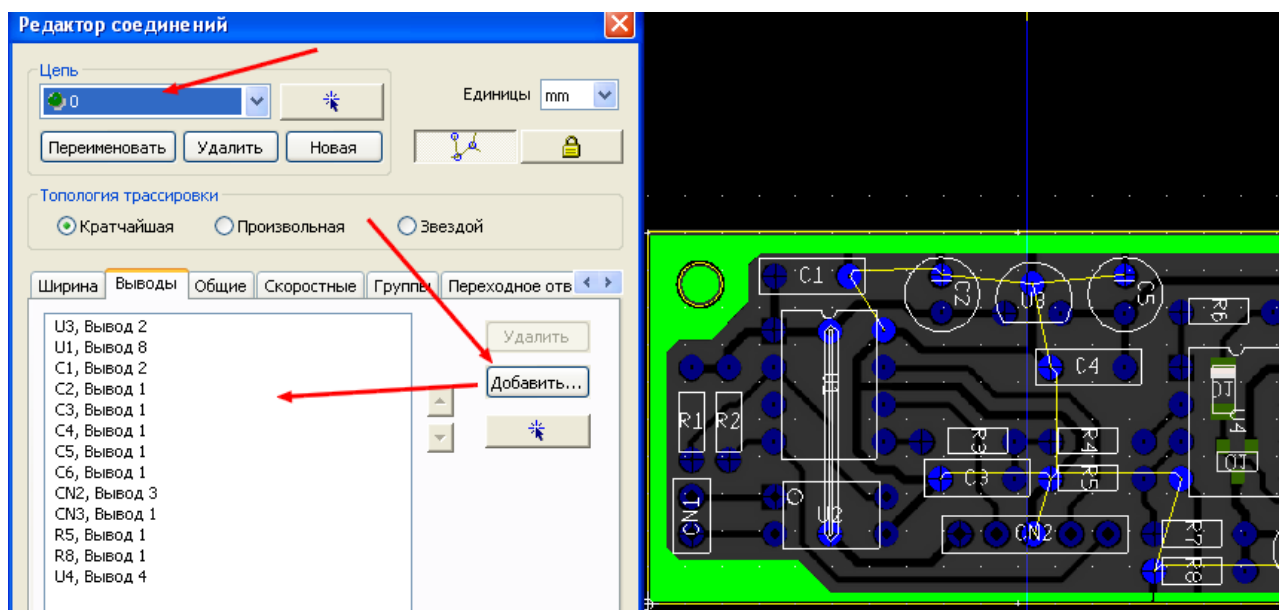 Редактор соединений
Цепь
0
Единицы mm
Переименовать Удалить Новая
Топология трассировки
Кратчайшая Произвольная Звездой
Ширина Выводы Общие Скоростные Группы Переходное отв
U3, Вывод 2
U1, Вывод 8
C1, Вывод 2
C2, Вывод 1
C3, Вывод 1
C4, Вывод 1
C5, Вывод 1
C6, Вывод 1
CN2, Вывод 3
CN3, Вывод 1
R5, Вывод 1
R8, Вывод 1
U4, Вывод 4
Удалить
Добавить...
C1
C2
U3
C5
R6
C4
U1
U4
R1
R2
R3
R4
C3
R5
CN1
U2
CN2
R7
R8